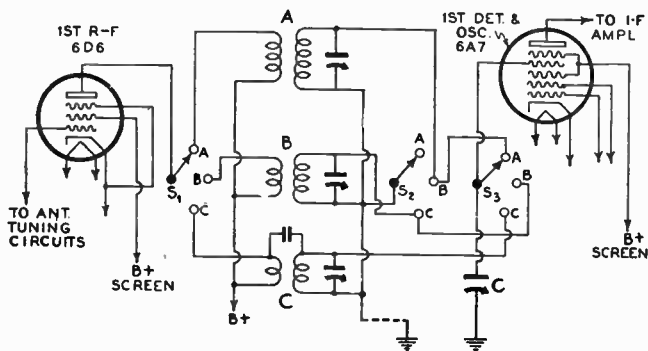 1ST R-F
6D6
A
1ST DET. &
OSC.
6A7
TO I-F
AMPL
A
B
S1
C
B
A
S2
B
C
A
S3
B
C
TO ANT.
TUNING
CIRCUITS
B+
SCREEN
B+
C
C
B+
SCREEN